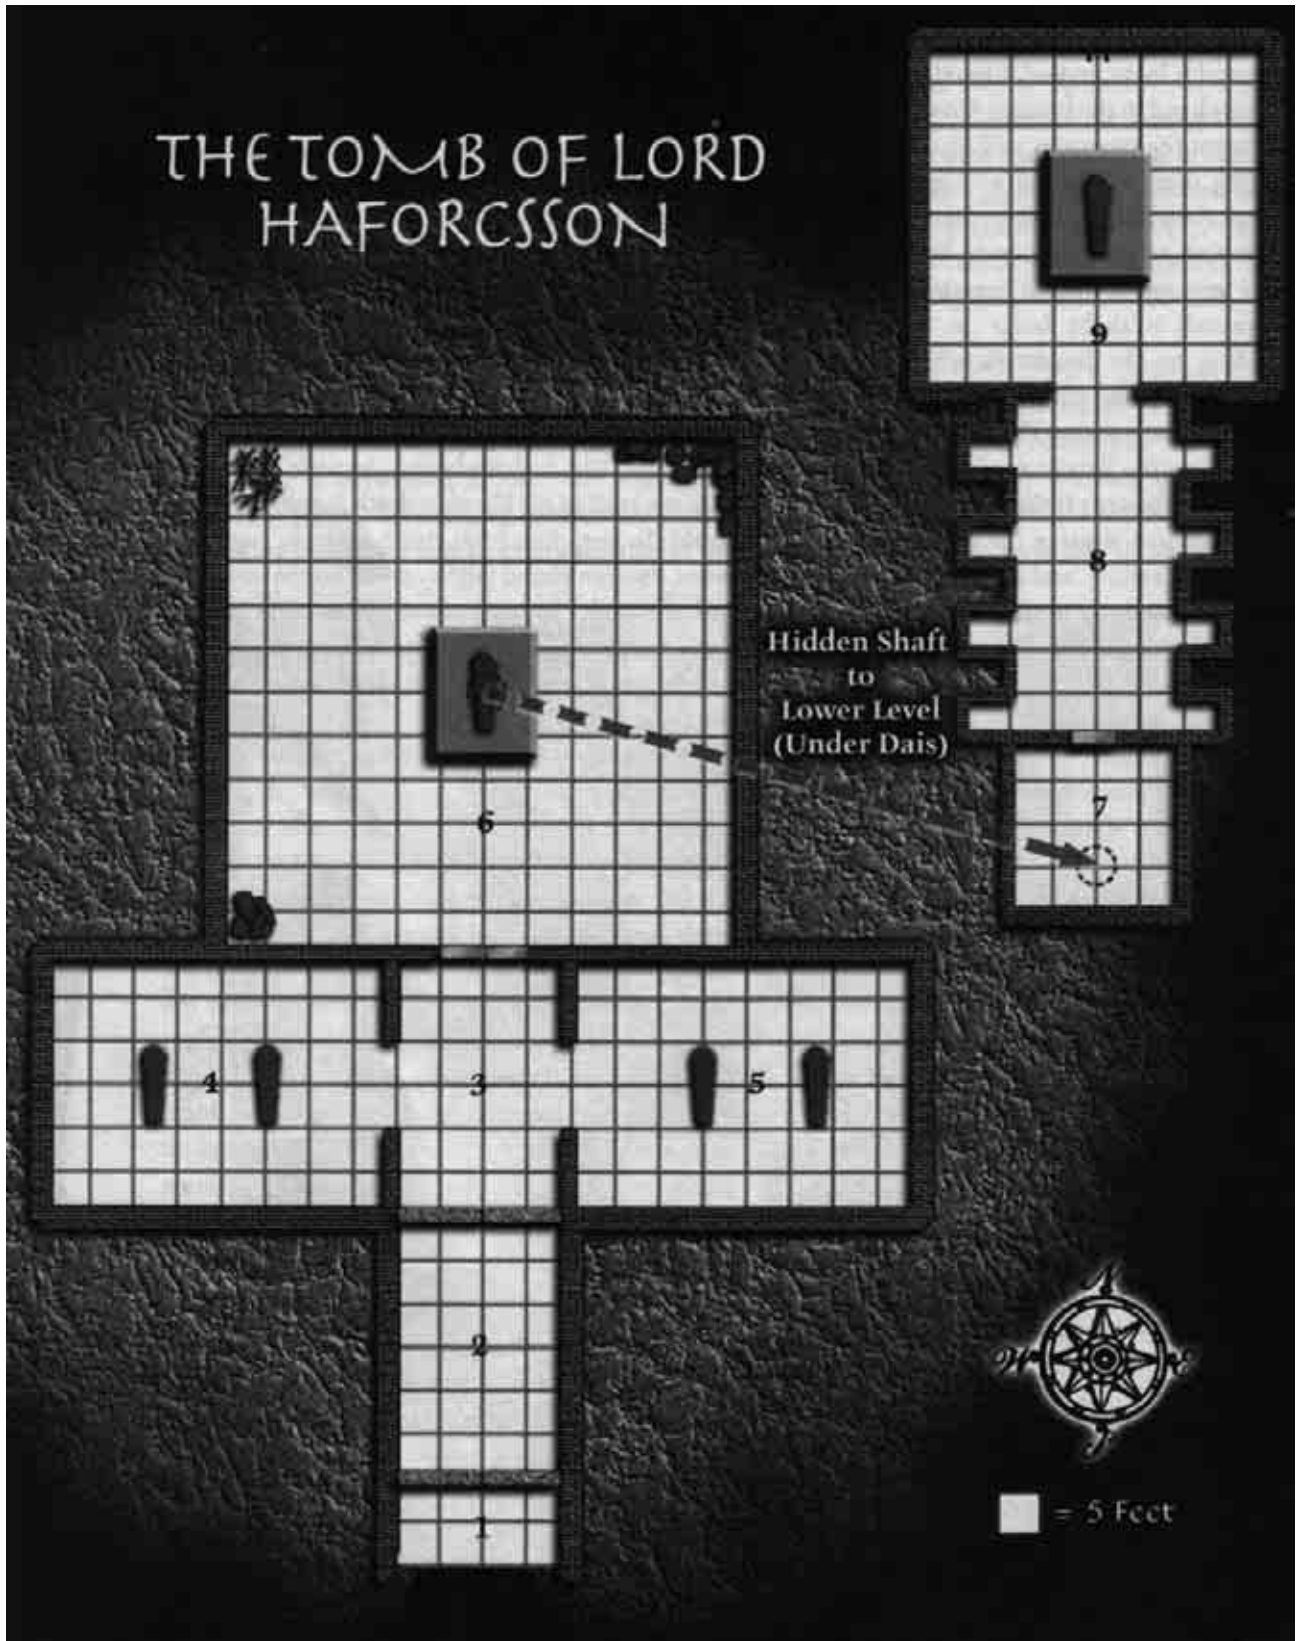 THE TOMB OF LORD
HAFORCSSON
9
8
Hidden Shaft
to
Lower Level
(Under Dais)
7
6
4
3
5
2
1
N
W
E
S
= 5 Feet